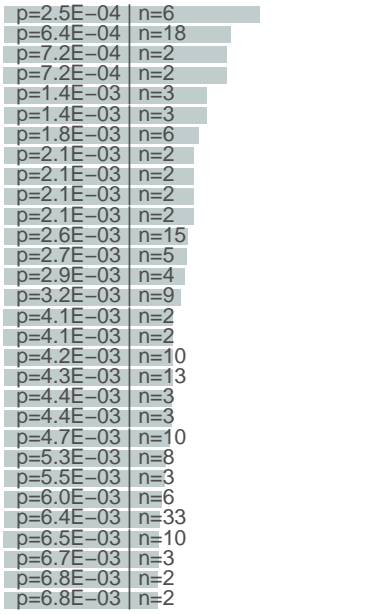 p=2.5E−04 | n=6
p=6.4E−04 | n=18
p=7.2E−04 | n=2
p=7.2E−04 | n=2
p=1.4E−03 | n=3
p=1.4E−03 | n=3
p=1.8E−03 | n=6
p=2.1E−03 | n=2
p=2.1E−03 | n=2
p=2.1E−03 | n=2
p=2.1E−03 | n=2
p=2.6E−03 | n=15
p=2.7E−03 | n=5
p=2.9E−03 | n=4
p=3.2E−03 | n=9
p=4.1E−03 | n=2
p=4.1E−03 | n=2
p=4.2E−03 | n=10
p=4.3E−03 | n=13
p=4.4E−03 | n=3
p=4.4E−03 | n=3
p=4.7E−03 | n=10
p=5.3E−03 | n=8
p=5.5E−03 | n=3
p=6.0E−03 | n=6
p=6.4E−03 | n=33
p=6.5E−03 | n=10
p=6.7E−03 | n=3
p=6.8E−03 | n=2
p=6.8E−03 | n=2